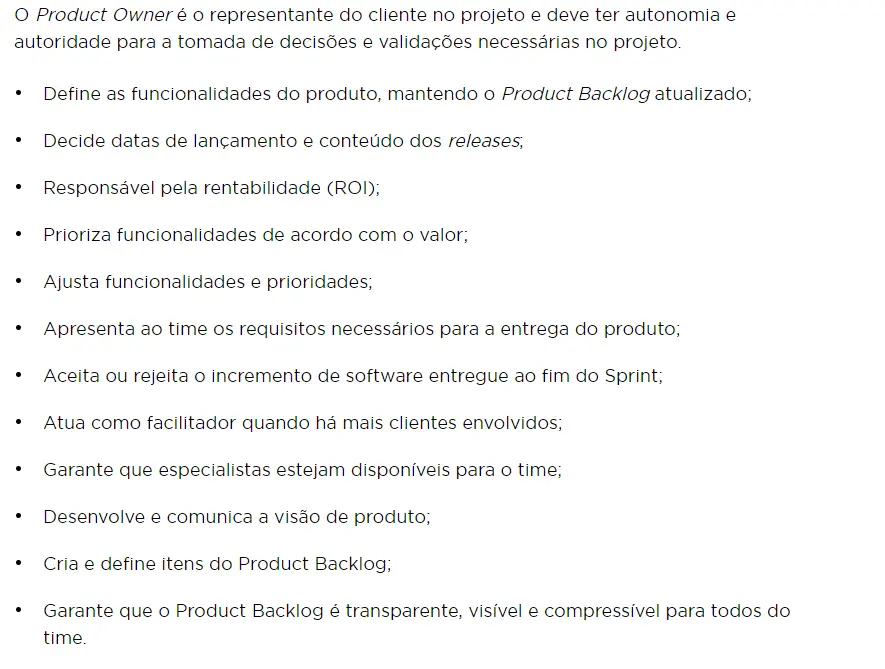 O Product Owner é o representante do cliente no projeto e deve ter autonomia e
autoridade para a tomada de decisões e validações necessárias no projeto.
• Define as funcionalidades do produto, mantendo o Product Backlog atualizado;
• Decide datas de lançamento e conteúdo dos releases;
• Responsável pela rentabilidade (ROI);
• Prioriza funcionalidades de acordo com o valor;
• Ajusta funcionalidades e prioridades;
• Apresenta ao time os requisitos necessários para a entrega do produto;
• Aceita ou rejeita o incremento de software entregue ao fim do Sprint;
• Atua como facilitador quando há mais clientes envolvidos;
• Garante que especialistas estejam disponíveis para o time;
• Desenvolve e comunica a visão de produto;
• Cria e define itens do Product Backlog;
• Garante que o Product Backlog é transparente, visível e compressível para todos do
time.